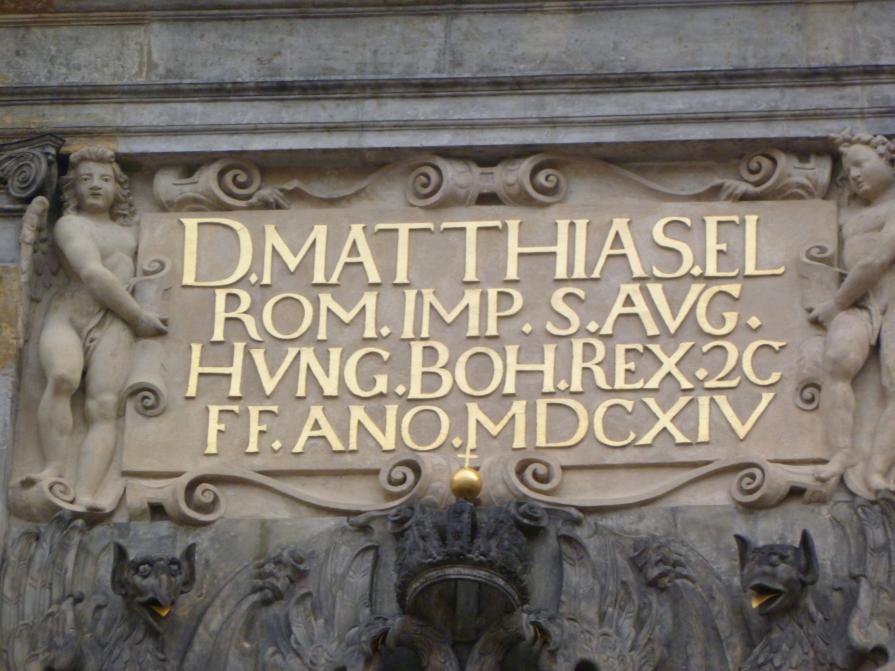 D.MATTHIAS.EL
ROM.IMP.S.AVG.
HVNG.BOH.REX.2C
FF.ANO.MDCXIV